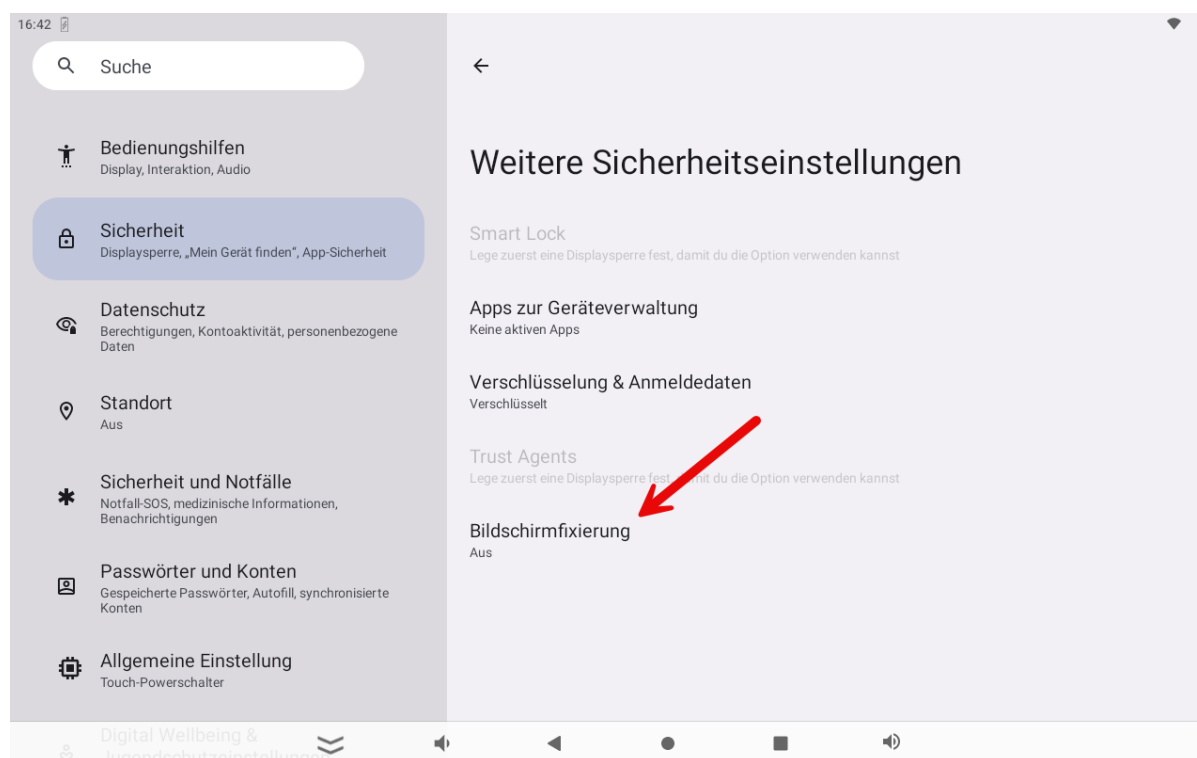 16:42
Suche
Bedienungshilfen
Display, Interaktion, Audio
Sicherheit
Displaysperre, „Mein Gerät finden“, App-Sicherheit
Datenschutz
Berechtigungen, Kontoaktivität, personenbezogene
Daten
Standort
Aus
Sicherheit und Notfälle
Notfall-SOS, medizinische Informationen,
Benachrichtigungen
Passwörter und Konten
Gespeicherte Passwörter, Autofill, synchronisierte
Konten
Allgemeine Einstellung
Touch-Powerschalter
Digital Wellbeing &
Jugendschutzeinstellungen
Weitere Sicherheitseinstellungen
Smart Lock
Lege zuerst eine Displaysperre fest, damit du die Option verwenden kannst
Apps zur Geräteverwaltung
Keine aktiven Apps
Verschlüsselung & Anmeldedaten
Verschlüsselt
Trust Agents
Lege zuerst eine Displaysperre fest, damit du die Option verwenden kannst
Bildschirmfixierung
Aus